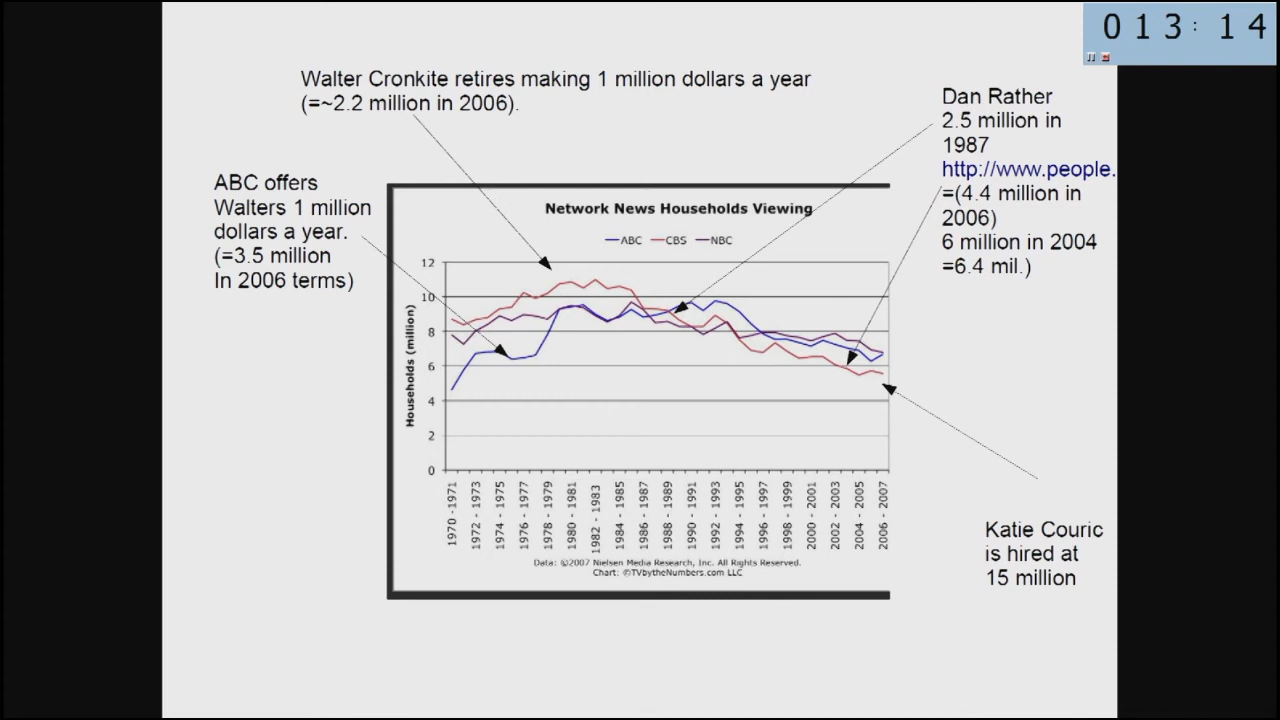 013:14
Walter Cronkite retires making 1 million dollars a year
(=~2.2 million in 2006).
Dan Rather
2.5 million in
1987
http://www.people.
=(4.4 million in
2006)
6 million in 2004
=6.4 mil.)
ABC offers
Walters 1 million
dollars a year.
(=3.5 million
In 2006 terms)
Network News Households Viewing
ABC CBS NBC
Households (million)
12
10
8
6
4
2
0
1970 -1971
1972 - 1973
1974 - 1975
1976 - 1977
1978 - 1979
1980 - 1981
1982 - 1983
1984 - 1985
1986 - 1987
1988 - 1989
1990 - 1991
1992 - 1993
1994 - 1995
1996 - 1997
1998 - 1999
2000 - 2001
2002 - 2003
2004 - 2005
2006 - 2007
Data: ©2007 Nielsen Media Research, Inc. All Rights Reserved.
Chart: ©TVbytheNumbers.com LLC
Katie Couric
is hired at
15 million